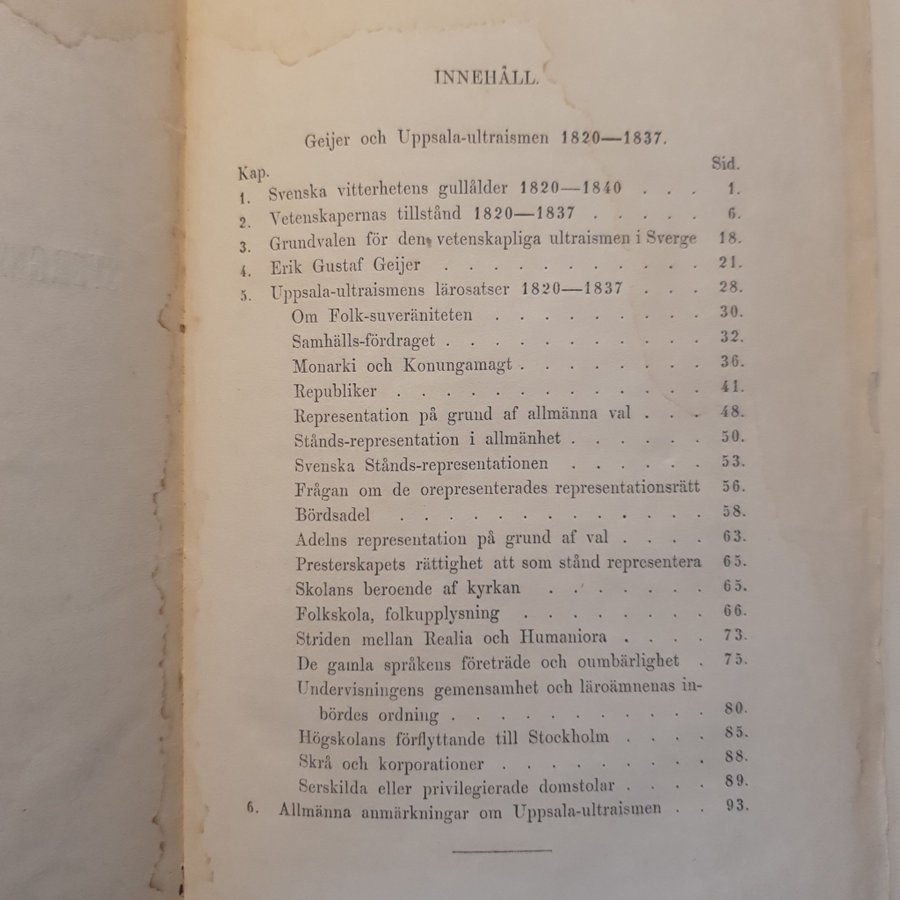 INNEHÅLL.
Geijer och Uppsala-ultraismen 1820—1837.
Kap. Sid.
1. Svenska vitterhetens gullålder 1820—1840 . . . 1.
2. Vetenskapernas tillstånd 1820—1837 . . . . . 6.
3. Grundvalen för den vetenskapliga ultraismen i Sverge 18.
4. Erik Gustaf Geijer . . . . . . . . . . . 21.
5. Uppsala-ultraismens lärosatser 1820—1837 . . . 28.
Om Folk-suveräniteten . . . . . . . . . 30.
Samhälls-fördraget . . . . . . . . . . . 32.
Monarki och Konungamagt . . . . . . . . 36.
Republiker . . . . . . . . . . . . . 41.
Representation på grund af allmänna val . . . 48.
Stånds-representation i allmänhet . . . . . . 50.
Svenska Stånds-representationen . . . . . . 53.
Frågan om de orepresenterades representationsrätt 56.
Bördsadel . . . . . . . . . . . . . 58.
Adelns representation på grund af val . . . . 63.
Presterskapets rättighet att som stånd representera 65.
Skolans beroende af kyrkan . . . . . . . 65.
Folkskola, folkupplysning . . . . . . . . 66.
Striden mellan Realia och Humaniora . . . . 73.
De gamla språkens företräde och oumbärlighet . 75.
Undervisningens gemensamhet och läroämnenas in-
bördes ordning . . . . . . . . . . . 80.
Högskolans förflyttande till Stockholm . . . . 85.
Skrå och korporationer . . . . . . . . . 88.
Serskilda eller privilegierade domstolar . . . . 89.
6. Allmänna anmärkningar om Uppsala-ultraismen . . 93.